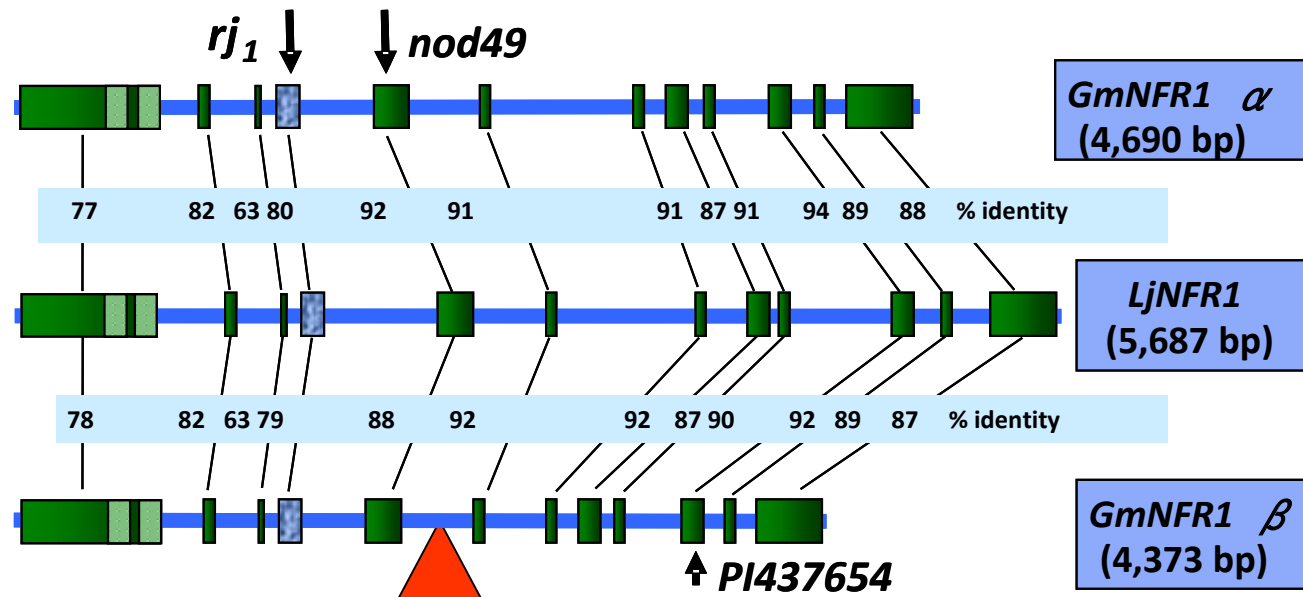 rj1 nod49
GmNFR1 α
(4,690 bp)
77 82 63 80 92 91 91 87 91 94 89 88 % identity
LjNFR1
(5,687 bp)
78 82 63 79 88 92 92 87 90 92 89 87 % identity
GmNFR1 β
(4,373 bp)
PI437654